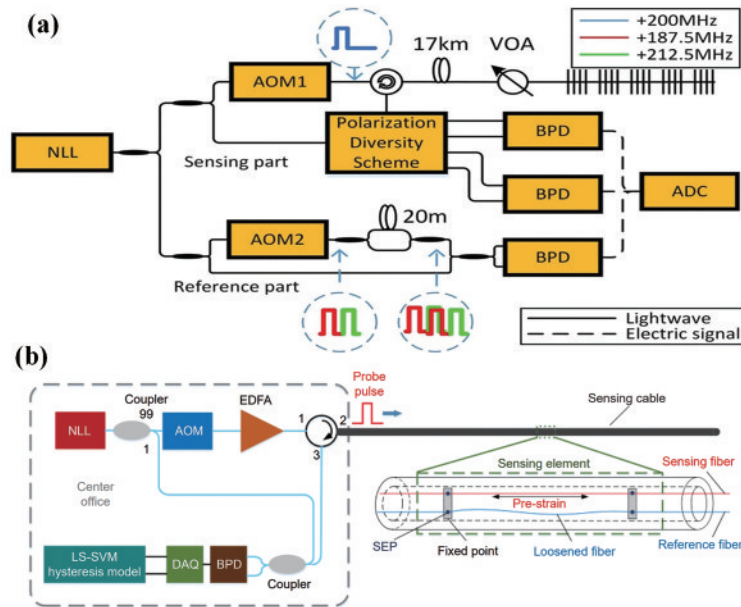 (a)
17km
VOA
+200MHz
+187.5MHz
+212.5MHz
AOM1
NLL
Sensing part
Polarization
Diversity
Scheme
BPD
BPD
ADC
20m
AOM2
BPD
Reference part
Lightwave
Electric signal
(b)
Coupler
99
1
NLL
AOM
EDFA
1
2
3
Probe
pulse
Sensing cable
Center
office
Sensing element
Sensing fiber
Pre-strain
SEP
Fixed point
Loosened fiber
Reference fiber
LS-SVM
hysteresis model
DAQ
BPD
Coupler